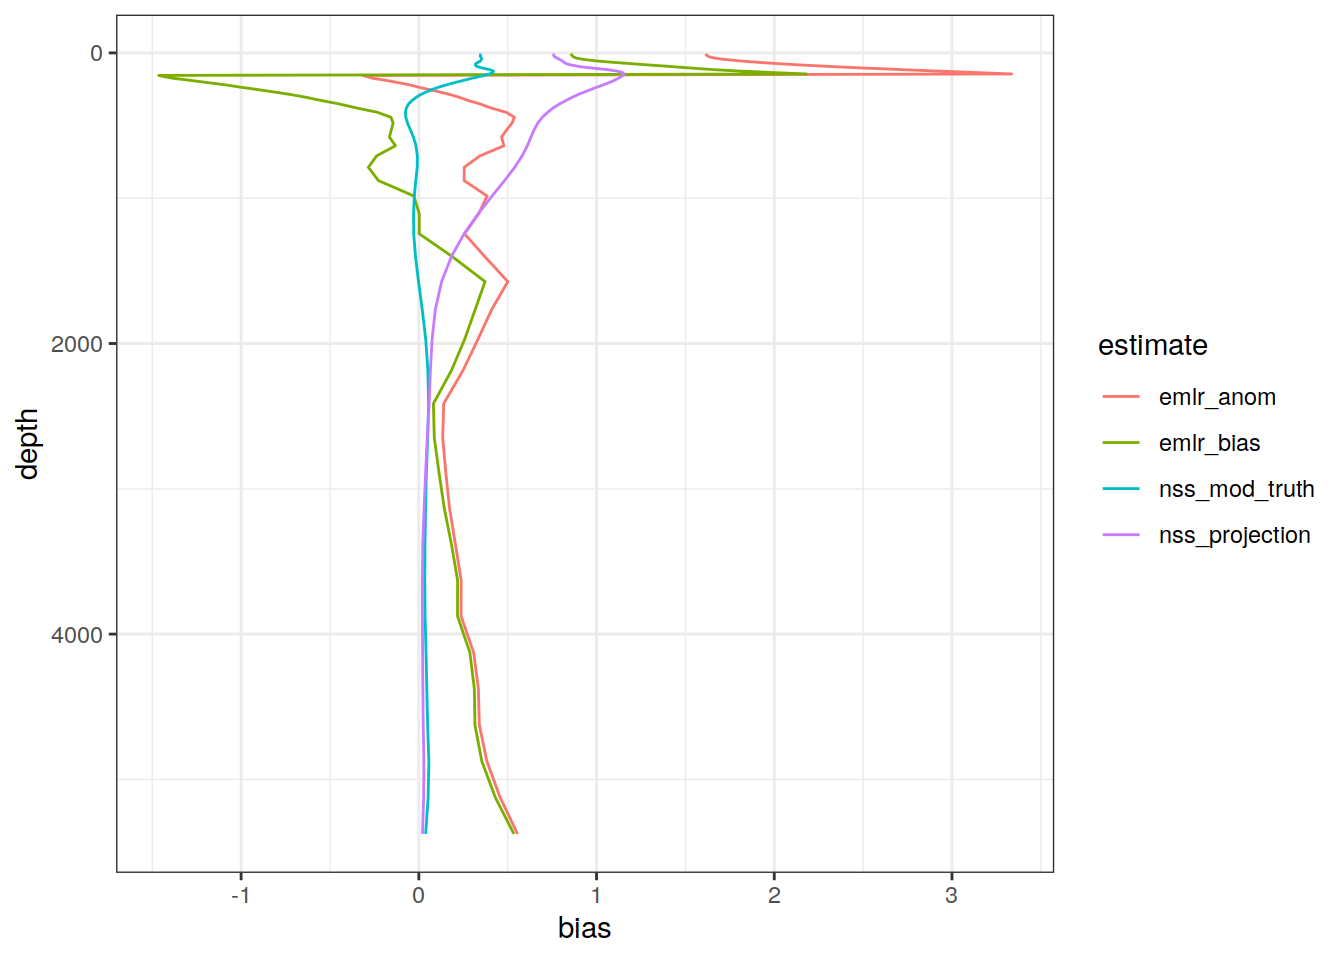 0
2000
4000
depth
-1
0
1
2
3
bias
estimate
emlr_anom
emlr_bias
nss_mod_truth
nss_projection